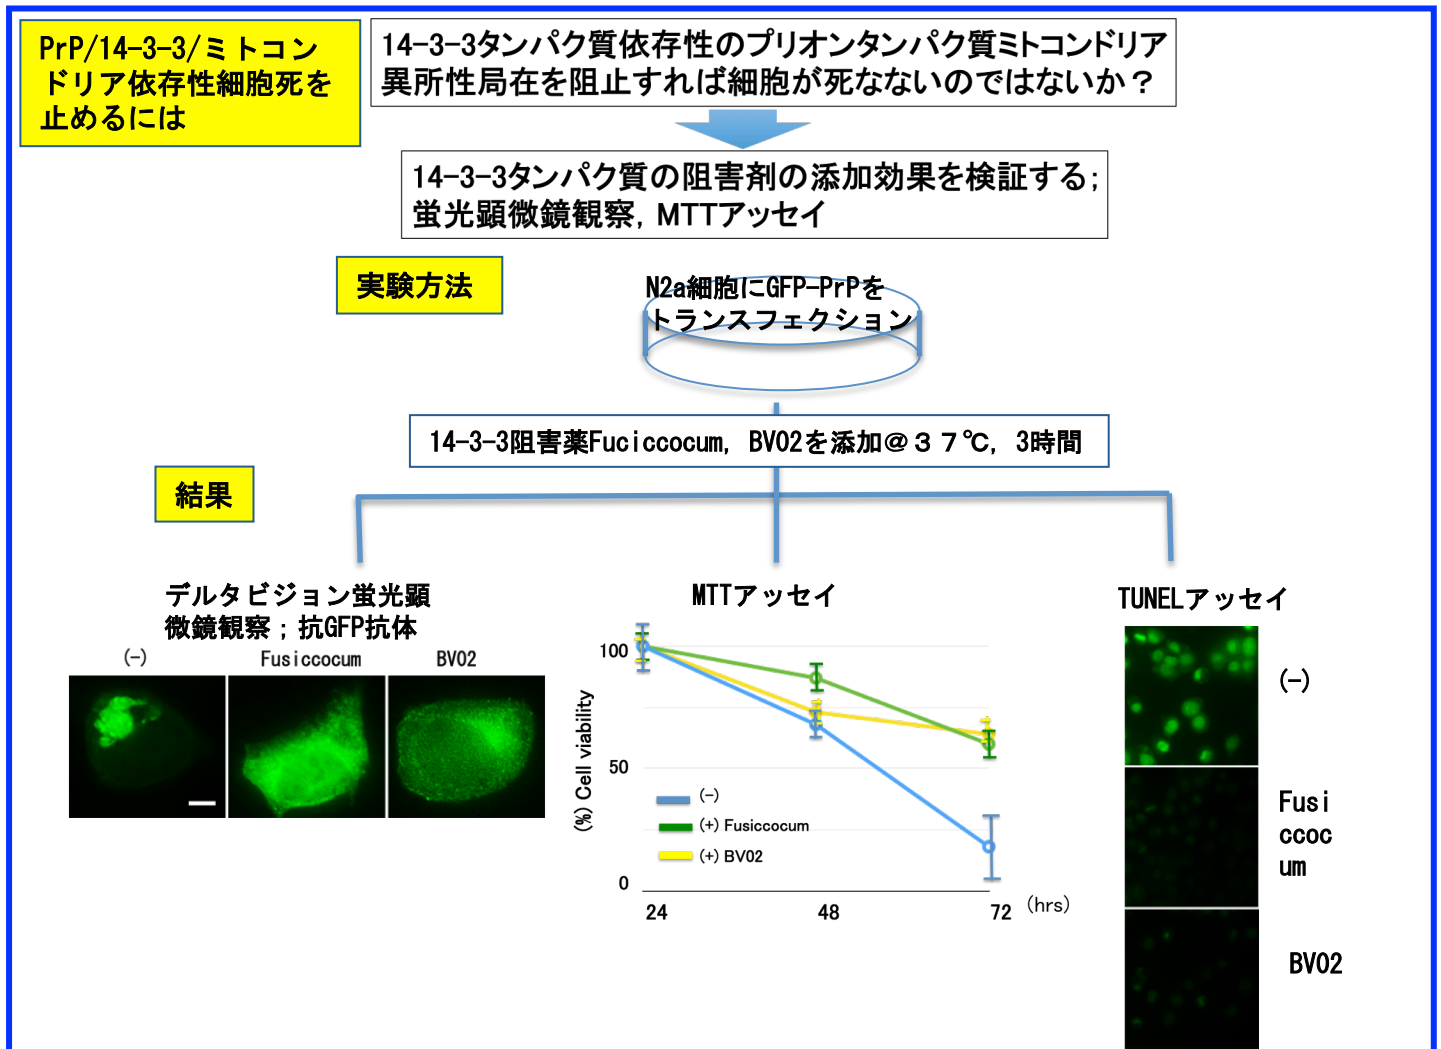 PrP/14-3-3/ミトコン
ドリア依存性細胞死を
止めるには
14-3-3タンパク質依存性のプリオンタンパク質ミトコンドリア
異所性局在を阻止すれば細胞が死なないのではないか？
14-3-3タンパク質の阻害剤の添加効果を検証する;
蛍光顕微鏡観察, MTTアッセイ
実験方法
N2a細胞にGFP-PrPを
トランスフェクション
14-3-3阻害薬Fuciccocum, BV02を添加@３７℃, 3時間
結果
デルタビジョン蛍光顕
微鏡観察；抗GFP抗体
(-)
Fusiccocum
BV02
MTTアッセイ
(%) Cell viability
100
50
0
24
48
72
(hrs)
(-)
(+) Fusiccocum
(+) BV02
TUNELアッセイ
(-)
Fusi
ccoc
um
BV02